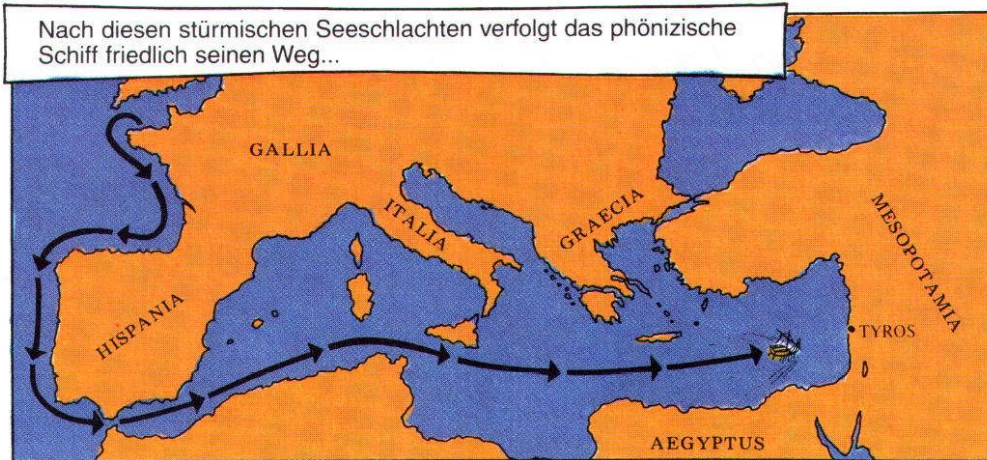 Nach diesen stürmischen Seeschlachten verfolgt das phönizische
Schiff friedlich seinen Weg...
GALLIA
ITALIA
GRAECIA
MESOPOTAMIA
HISPANIA
TYROS
AEGYPTUS